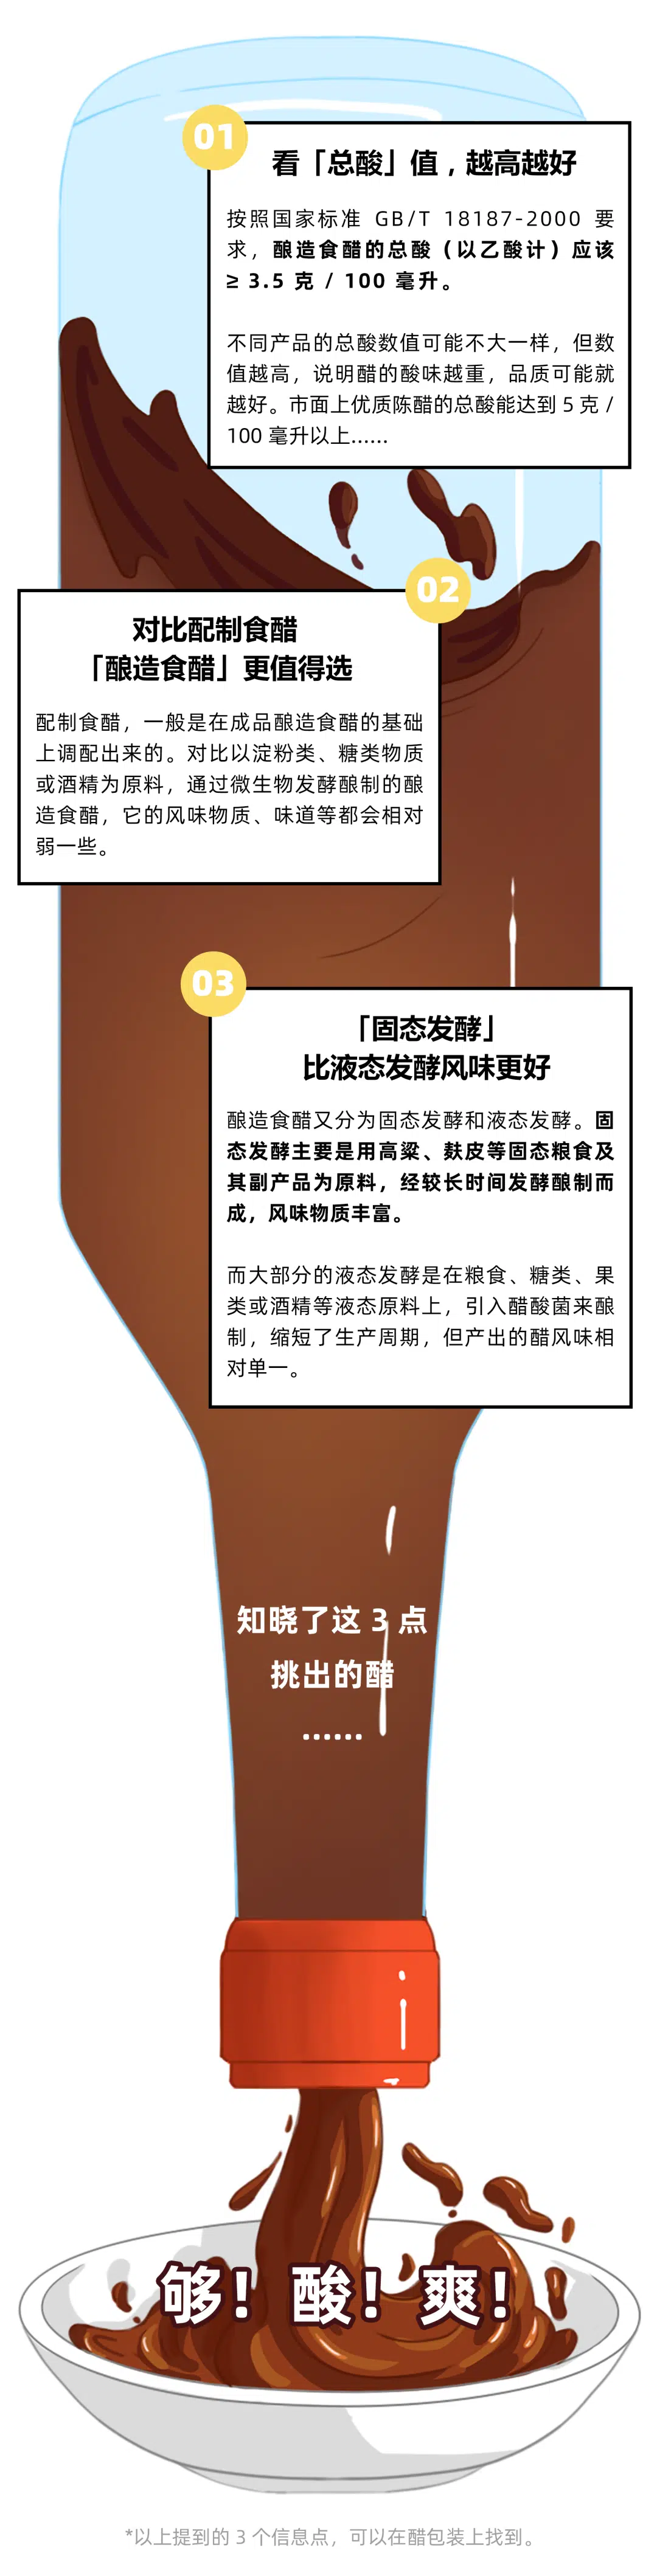 01
看「总酸」值，越高越好
按照国家标准 GB/T 18187-2000 要
求，酿造食醋的总酸（以乙酸计）应该
≥ 3.5 克 / 100 毫升。
不同产品的总酸数值可能不大一样，但数
值越高，说明醋的酸味越重，品质可能就
越好。市面上优质陈醋的总酸能达到 5 克 /
100 毫升以上……
02
对比配制食醋
「酿造食醋」更值得选
配制食醋，一般是在成品酿造食醋的基础
上调配出来的。对比以淀粉类、糖类物质
或酒精为原料，通过微生物发酵酿制的酿
造食醋，它的风味物质、味道等都会相对
弱一些。
03
「固态发酵」
比液态发酵风味更好
酿造食醋又分为固态发酵和液态发酵。固
态发酵主要是用高粱、麸皮等固态粮食及
其副产品为原料，经较长时间发酵酿制而
成，风味物质丰富。
而大部分的液态发酵是在粮食、糖类、果
类或酒精等液态原料上，引入醋酸菌来酿
制，缩短了生产周期，但产出的醋风味相
对单一。
知晓了这 3 点
挑出的醋
……
够！酸！爽！
*以上提到的 3 个信息点，可以在醋包装上找到。